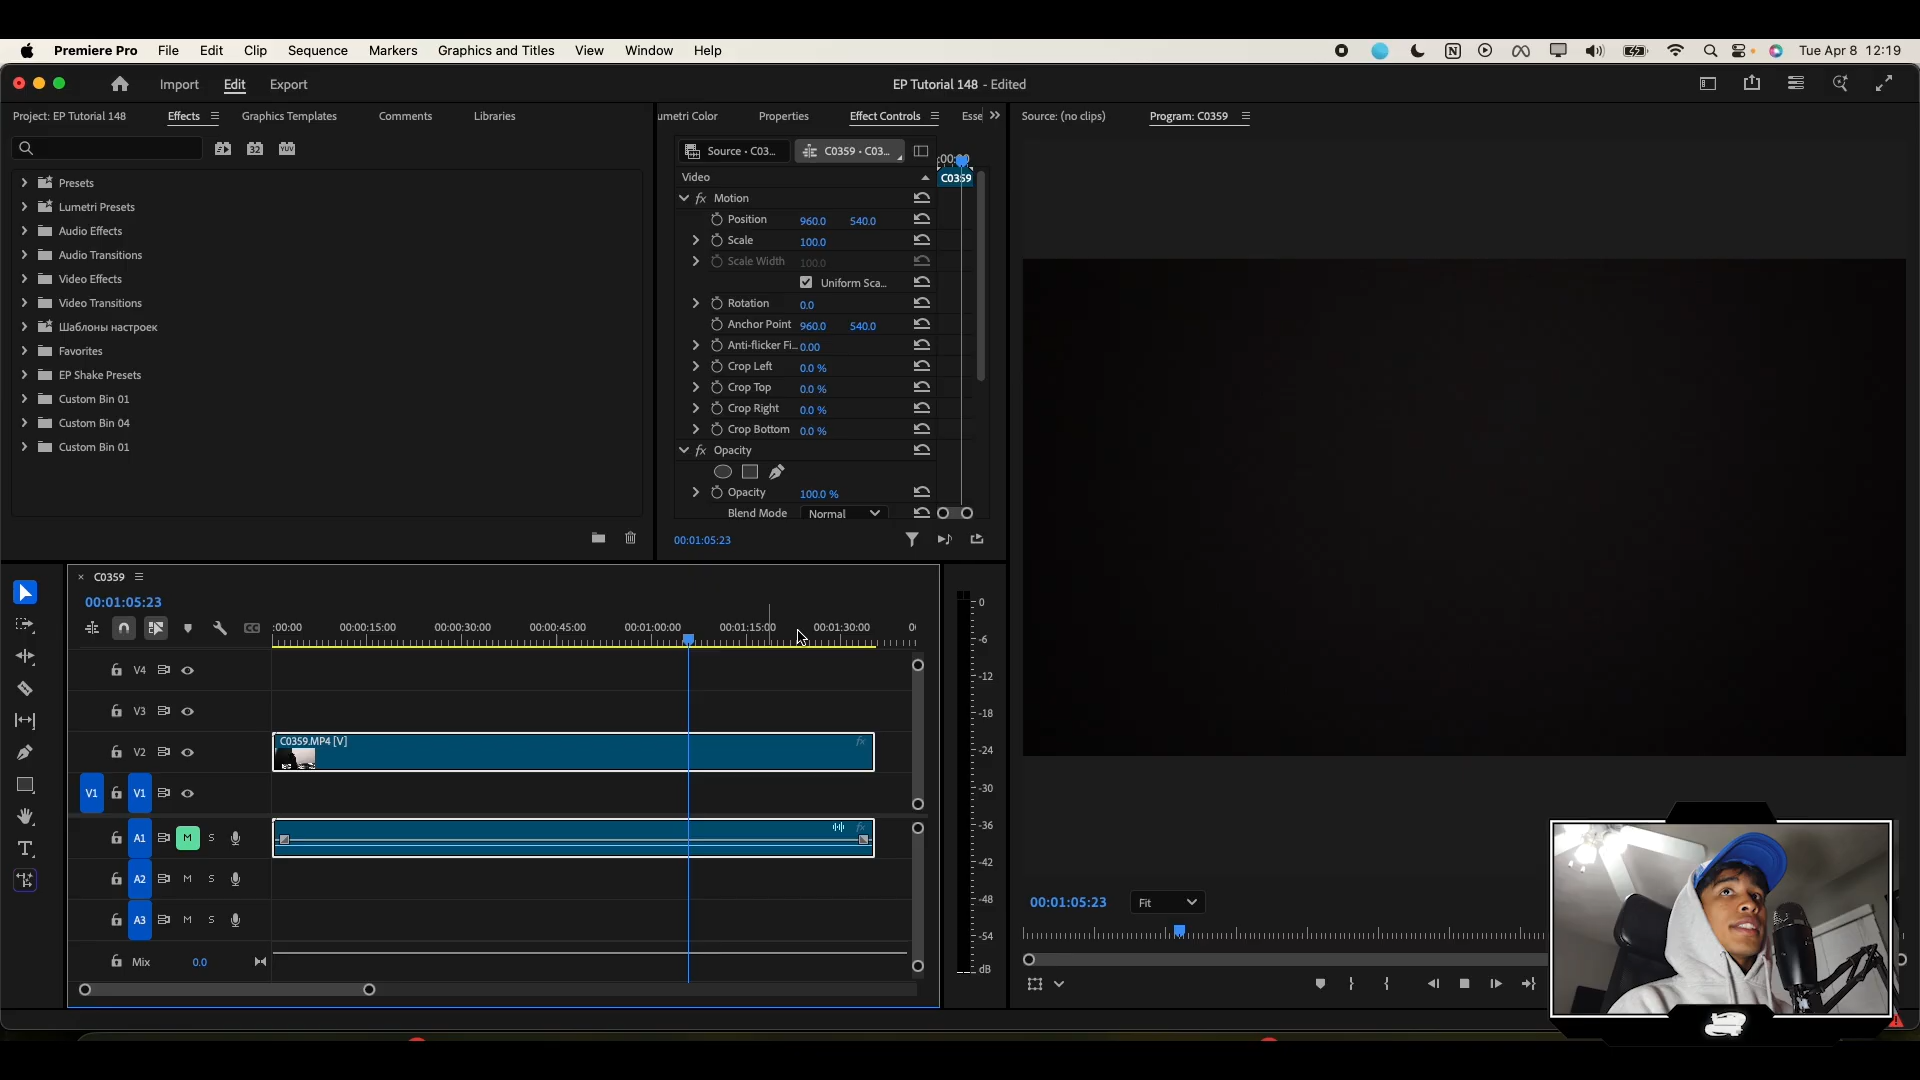 Premiere Pro File Edit Clip Sequence Markers Graphics and Titles View Window Help
Tue Apr 8 12:19
Import Edit Export
EP Tutorial 148 - Edited
Project: EP Tutorial 148 Effects Graphics Templates Comments Libraries
umetri Color Properties Effect Controls Esse
Source: (no clips) Program: C0359
32 YUV
Source • C03... C0359 • C03...
:00:00
Presets
Lumetri Presets
Audio Effects
Audio Transitions
Video Effects
Video Transitions
Шаблоны настроек
Favorites
EP Shake Presets
Custom Bin 01
Custom Bin 04
Custom Bin 01
Video C0359
fx Motion
Position 960.0 540.0
Scale 100.0
Scale Width 100.0
Uniform Sca...
Rotation 0.0
Anchor Point 960.0 540.0
Anti-flicker Fi... 0.00
Crop Left 0.0 %
Crop Top 0.0 %
Crop Right 0.0 %
Crop Bottom 0.0 %
fx Opacity
Opacity 100.0 %
Blend Mode Normal
00:01:05:23
× C0359
00:01:05:23
CC :00:00 00:00:15:00 00:00:30:00 00:00:45:00 00:01:00:00 00:01:15:00 00:01:30:00 0
V4
V3
V2 C0359.MP4 [V] fx
V1 V1
A1 M S fx
A2 M S
A3 M S
Mix 0.0
0
-6
-12
-18
-24
-30
-36
-42
-48
-54
dB
00:01:05:23 Fit